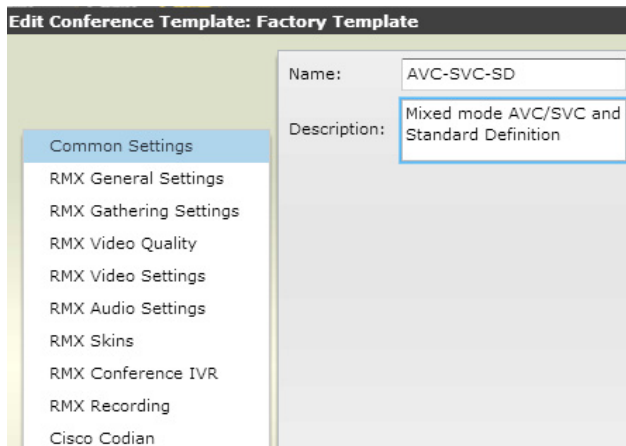 Edit Conference Template: Factory Template
Name:
AVC-SVC-SD
Description:
Mixed mode AVC/SVC and
Standard Definition
Common Settings
RMX General Settings
RMX Gathering Settings
RMX Video Quality
RMX Video Settings
RMX Audio Settings
RMX Skins
RMX Conference IVR
RMX Recording
Cisco Codian